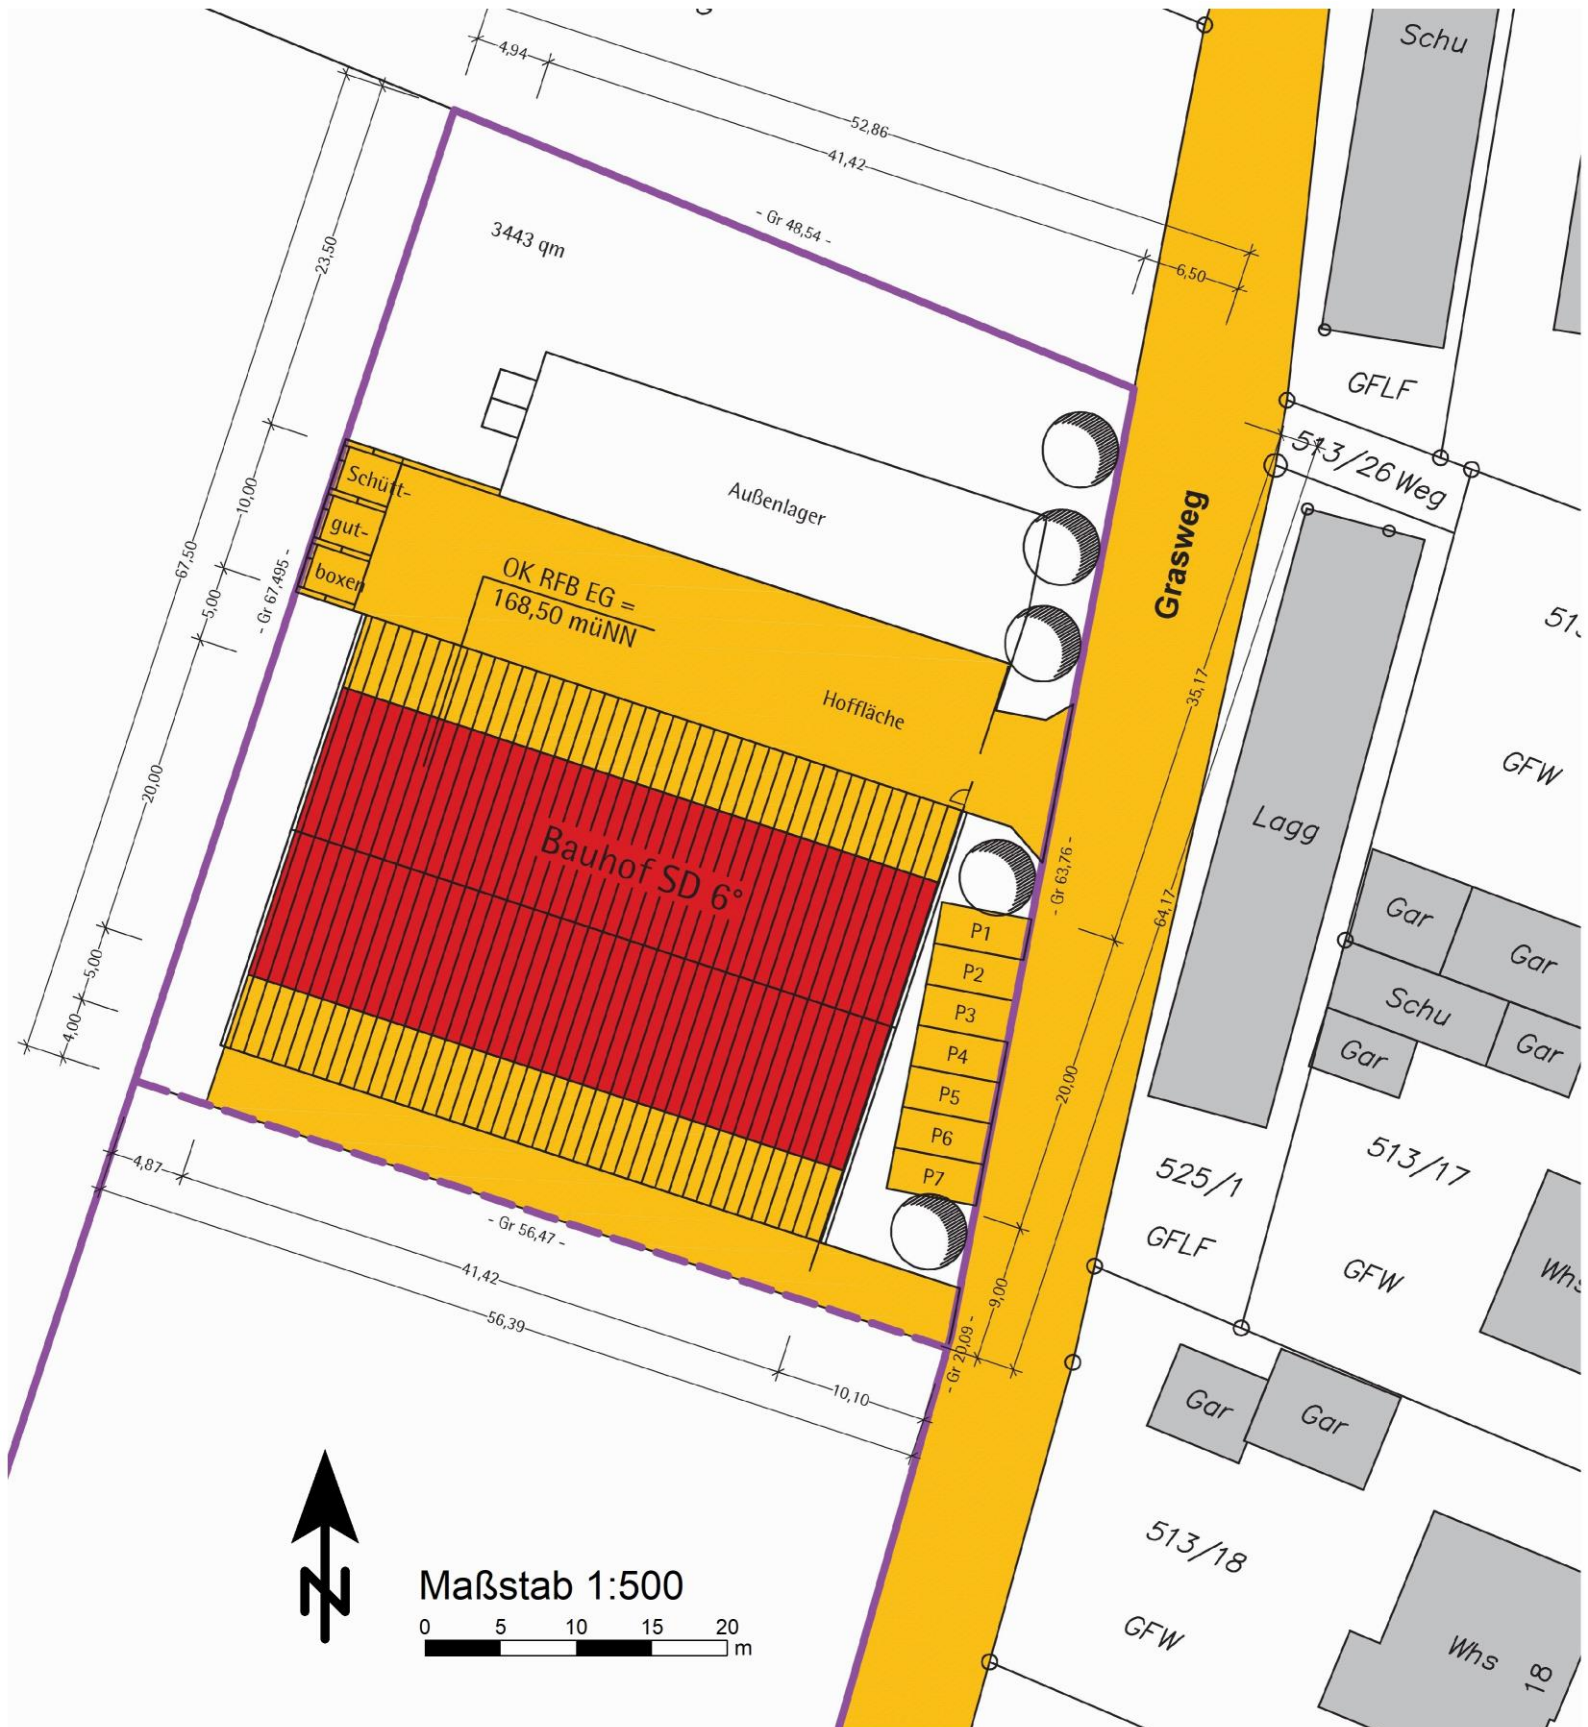 Schu
4,94
52,86
41,42
- Gr 48,54 -
3443 qm
23,50
6,50
GFLF
513/26 Weg
Schütt-
gut-
boxen
Außenlager
10,00
67,50
5,00
- Gr 67,495 -
OK RFB EG =
168,50 müNN
Grasweg
Hoffläche
35,17
GFW
20,00
Bauhof SD 6°
Lagg
- Gr 63,76 -
64,17
Gar
Gar
Schu
Gar
Gar
P1
P2
P3
P4
P5
P6
P7
5,00
4,00
20,00
513/17
525/1
GFLF
GFW
Whs
4,87
- Gr 56,47 -
41,42
56,39
10,10
9,00
- Gr 20,09 -
Gar
Gar
513/18
GFW
Whs
18
N
Maßstab 1:500
0 5 10 15 20
m